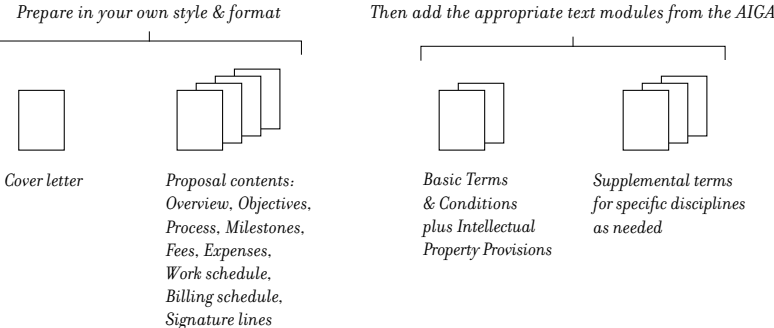 Prepare in your own style & format
Then add the appropriate text modules from the AIGA
Cover letter
Proposal contents:
Overview, Objectives,
Process, Milestones,
Fees, Expenses,
Work schedule,
Billing schedule,
Signature lines
Basic Terms
& Conditions
plus Intellectual
Property Provisions
Supplemental terms
for specific disciplines
as needed